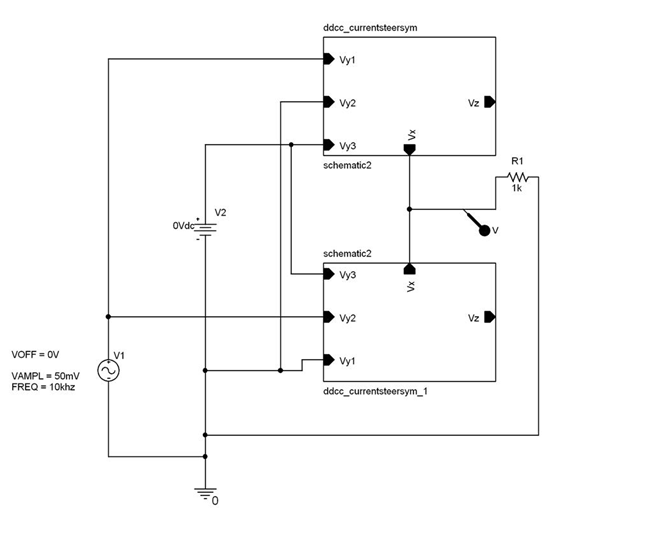 ddcc_currentsteersym
Vy1
Vy2
Vz
Vy3
Vx
schematic2
R1
1k
V2
0Vdc
V
schematic2
Vy3
Vx
Vy2
Vz
V1
VOFF = 0V
VAMPL = 50mV
FREQ = 10khz
Vy1
ddcc_currentsteersym_1
0